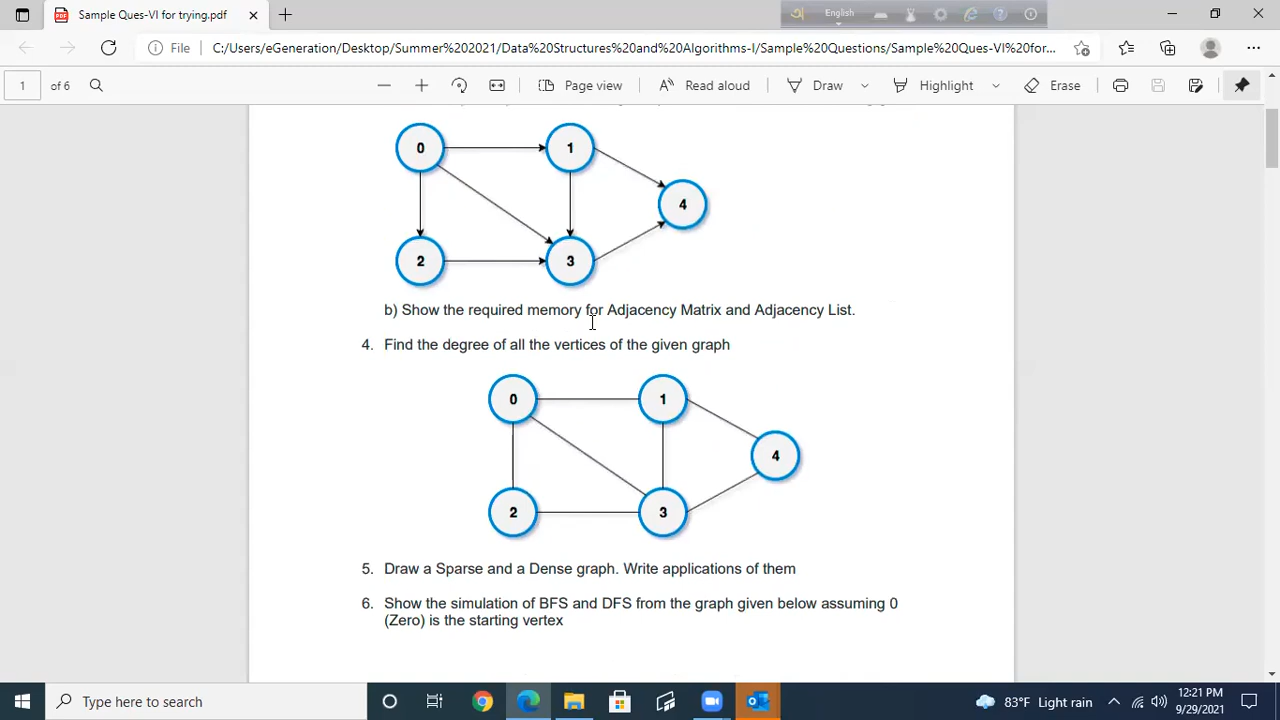 Sample Ques-VI for trying.pdf
English
File
C:/Users/eGeneration/Desktop/Summer%202021/Data%20Structures%20and%20Algorithms-I/Sample%20Questions/Sample%20Ques-VI%20for...
1 of 6
Page view
Read aloud
Draw
Highlight
Erase
0 1
4
2 3
b) Show the required memory for Adjacency Matrix and Adjacency List.
4. Find the degree of all the vertices of the given graph
0 1
4
2 3
5. Draw a Sparse and a Dense graph. Write applications of them
6. Show the simulation of BFS and DFS from the graph given below assuming 0
(Zero) is the starting vertex
Type here to search
83°F Light rain
12:21 PM
9/29/2021